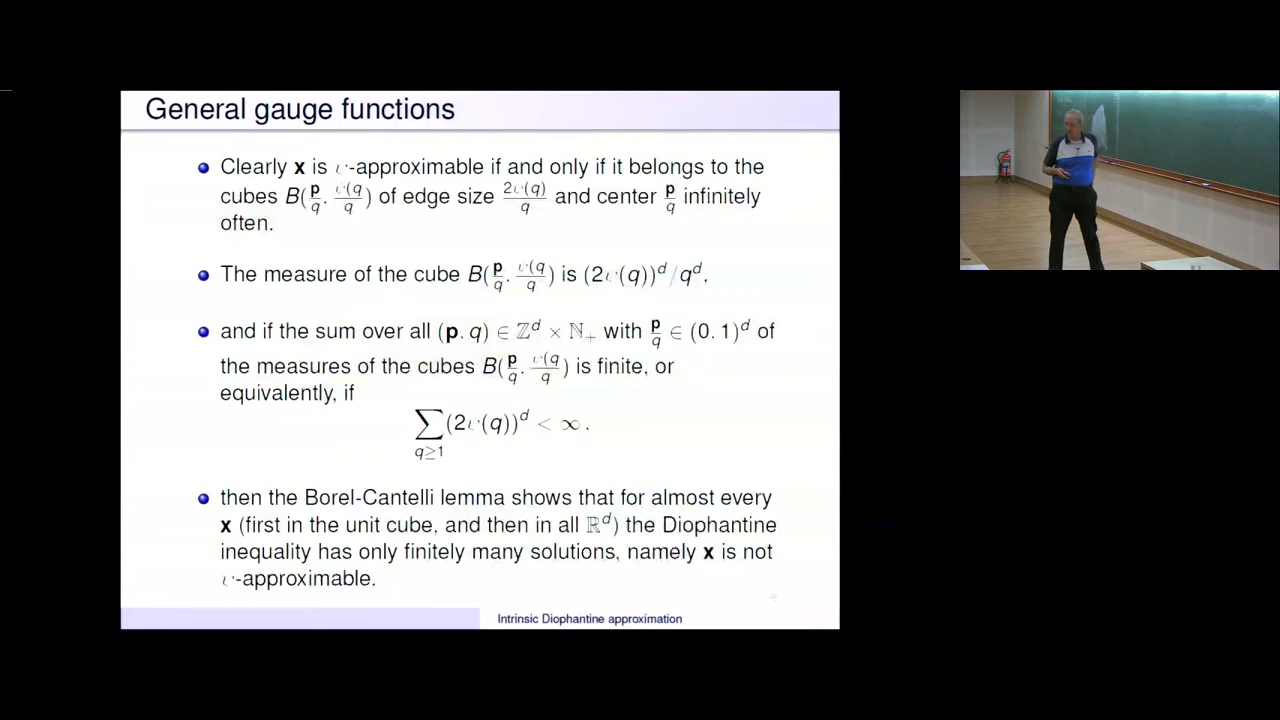 General gauge functions
Clearly x is ψ-approximable if and only if it belongs to the
cubes B(p/q, ψ(q)/q) of edge size 2ψ(q)/q and center p/q infinitely
often.
The measure of the cube B(p/q, ψ(q)/q) is (2ψ(q))^d/q^d,
and if the sum over all (p, q) ∈ ℤ^d × ℕ₊ with p/q ∈ (0, 1)^d of
the measures of the cubes B(p/q, ψ(q)/q) is finite, or
equivalently, if
∑_{q≥1} (2ψ(q))^d < ∞.
then the Borel-Cantelli lemma shows that for almost every
x (first in the unit cube, and then in all ℝ^d) the Diophantine
inequality has only finitely many solutions, namely x is not
ψ-approximable.
Intrinsic Diophantine approximation